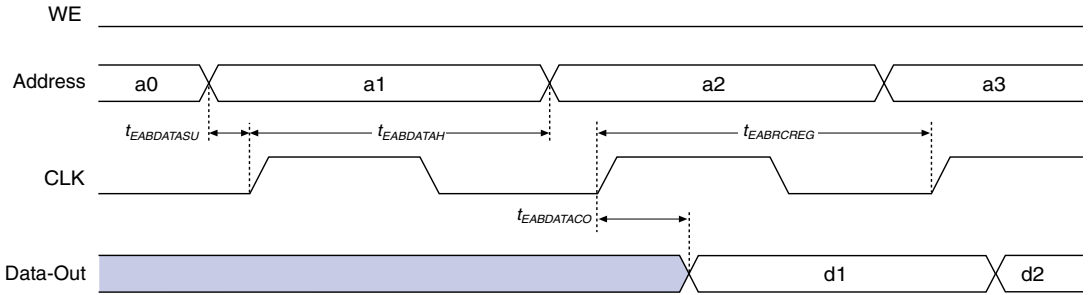 WE
Address a0 a1 a2 a3
tEABDATASU tEABDATAH tEABRCREG
CLK
tEABDATACO
Data-Out d1 d2